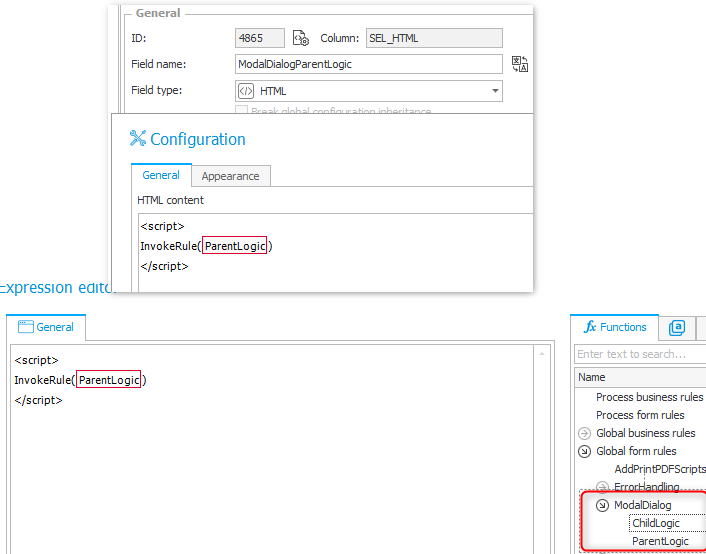 General
ID: 4865 Column: SEL_HTML
Field name: ModalDialogParentLogic
Field type: </> HTML
Break global configuration inheritance
Configuration
General Appearance
HTML content
<script>
InvokeRule( ParentLogic )
</script>
Expression
General
<script>
InvokeRule( ParentLogic )
</script>
fx Functions
Enter text to search...
Name
Process business rules
Process form rules
Global business rules
Global form rules
AddPrintPDFScripts
ErrorHandling
ModalDialog
ChildLogic
ParentLogic